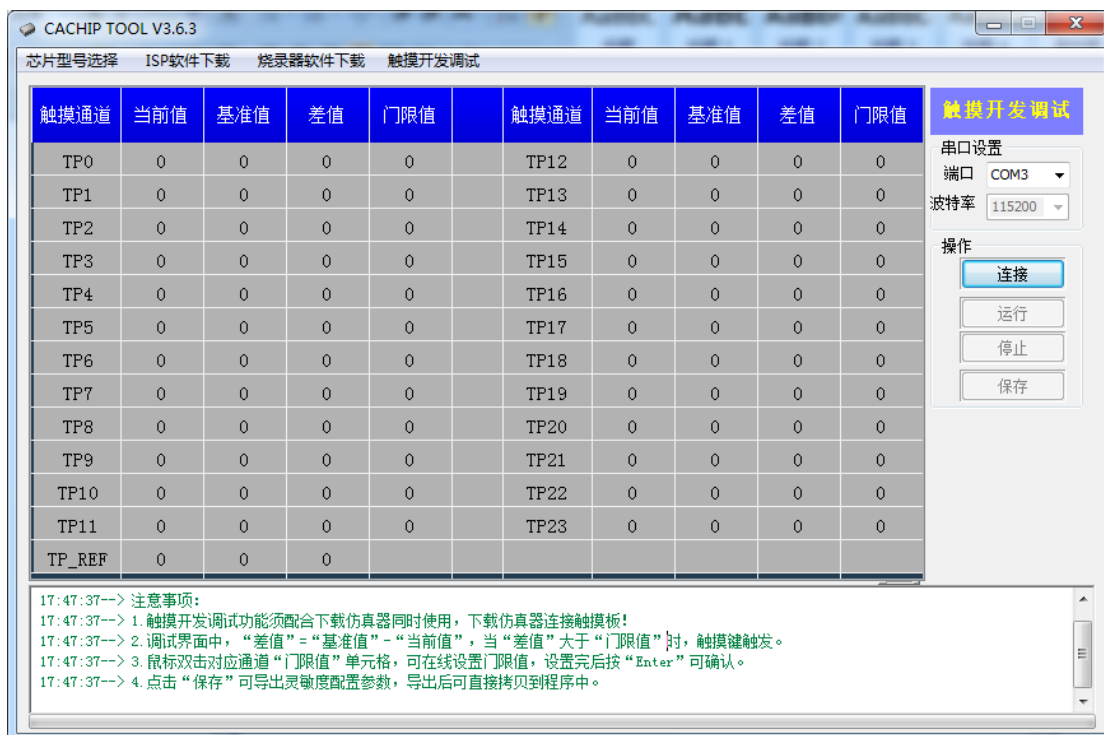 CACHIP TOOL V3.6.3
芯片型号选择 ISP软件下载 烧录器软件下载 触摸开发调试
触摸通道 当前值 基准值 差值 门限值 触摸通道 当前值 基准值 差值 门限值
TP0 0 0 0 0 TP12 0 0 0 0
TP1 0 0 0 0 TP13 0 0 0 0
TP2 0 0 0 0 TP14 0 0 0 0
TP3 0 0 0 0 TP15 0 0 0 0
TP4 0 0 0 0 TP16 0 0 0 0
TP5 0 0 0 0 TP17 0 0 0 0
TP6 0 0 0 0 TP18 0 0 0 0
TP7 0 0 0 0 TP19 0 0 0 0
TP8 0 0 0 0 TP20 0 0 0 0
TP9 0 0 0 0 TP21 0 0 0 0
TP10 0 0 0 0 TP22 0 0 0 0
TP11 0 0 0 0 TP23 0 0 0 0
TP_REF 0 0 0
触摸开发调试
串口设置
端口 COM3
波特率 115200
操作
连接
运行
停止
保存
17:47:37--> 注意事项:
17:47:37--> 1.触摸开发调试功能须配合下载仿真器同时使用，下载仿真器连接触摸板!
17:47:37--> 2.调试界面中，“差值”=“基准值”-“当前值”，当“差值”大于“门限值”时，触摸键触发。
17:47:37--> 3.鼠标双击对应通道“门限值”单元格，可在线设置门限值，设置完后按“Enter”可确认。
17:47:37--> 4.点击“保存”可导出灵敏度配置参数，导出后可直接拷贝到程序中。